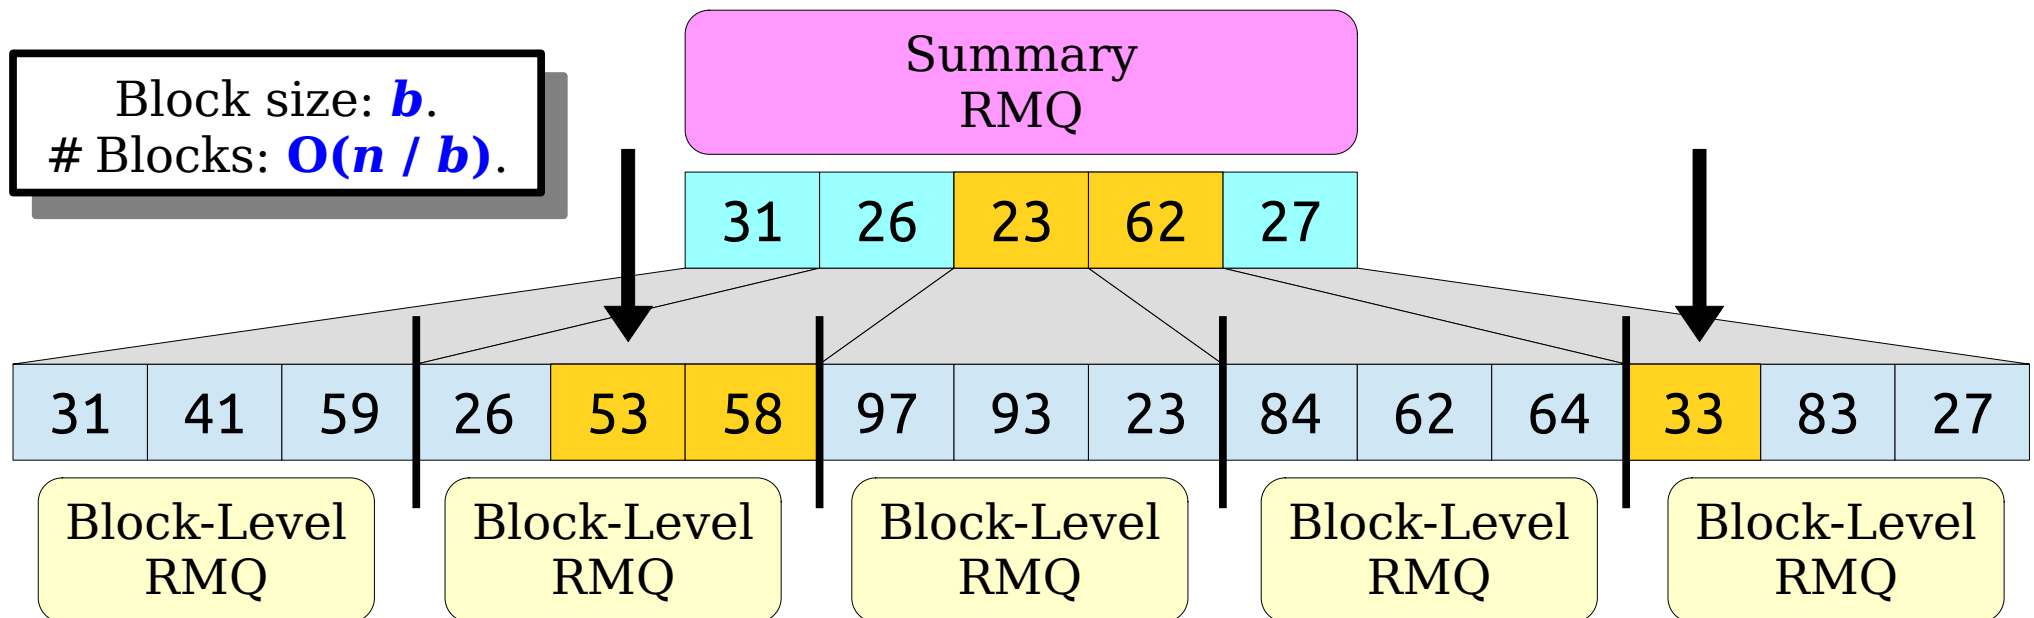 Block size: b.
# Blocks: O(n / b).
Summary
RMQ
31 26 23 62 27
31 41 59 26 53 58 97 93 23 84 62 64 33 83 27
Block-Level
RMQ
Block-Level
RMQ
Block-Level
RMQ
Block-Level
RMQ
Block-Level
RMQ